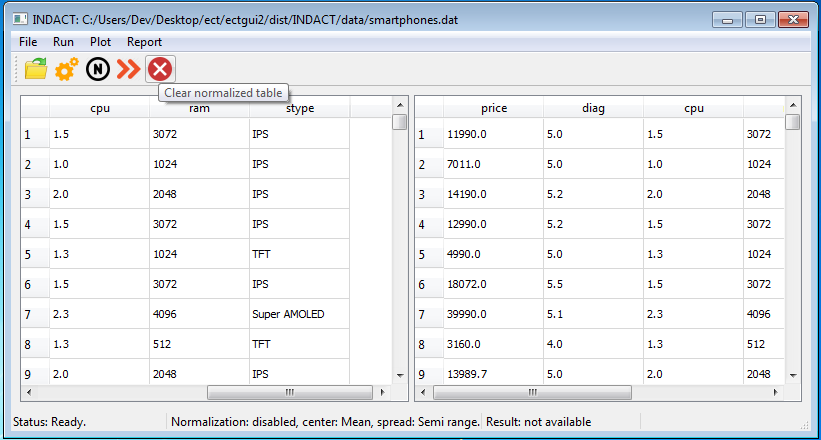 INDACT: C:/Users/Dev/Desktop/ect/ectgui2/dist/INDACT/data/smartphones.dat
File Run Plot Report
N
Clear normalized table
cpu ram stype price diag cpu
1 1.5 3072 IPS 1 11990.0 5.0 1.5 3072
2 1.0 1024 IPS 2 7011.0 5.0 1.0 1024
3 2.0 2048 IPS 3 14190.0 5.2 2.0 2048
4 1.5 3072 IPS 4 12990.0 5.2 1.5 3072
5 1.3 1024 TFT 5 4990.0 5.0 1.3 1024
6 1.5 3072 IPS 6 18072.0 5.5 1.5 3072
7 2.3 4096 Super AMOLED 7 39990.0 5.1 2.3 4096
8 1.3 512 TFT 8 3160.0 4.0 1.3 512
9 2.0 2048 IPS 9 13989.7 5.0 2.0 2048
Status: Ready. Normalization: disabled, center: Mean, spread: Semi range. Result: not available